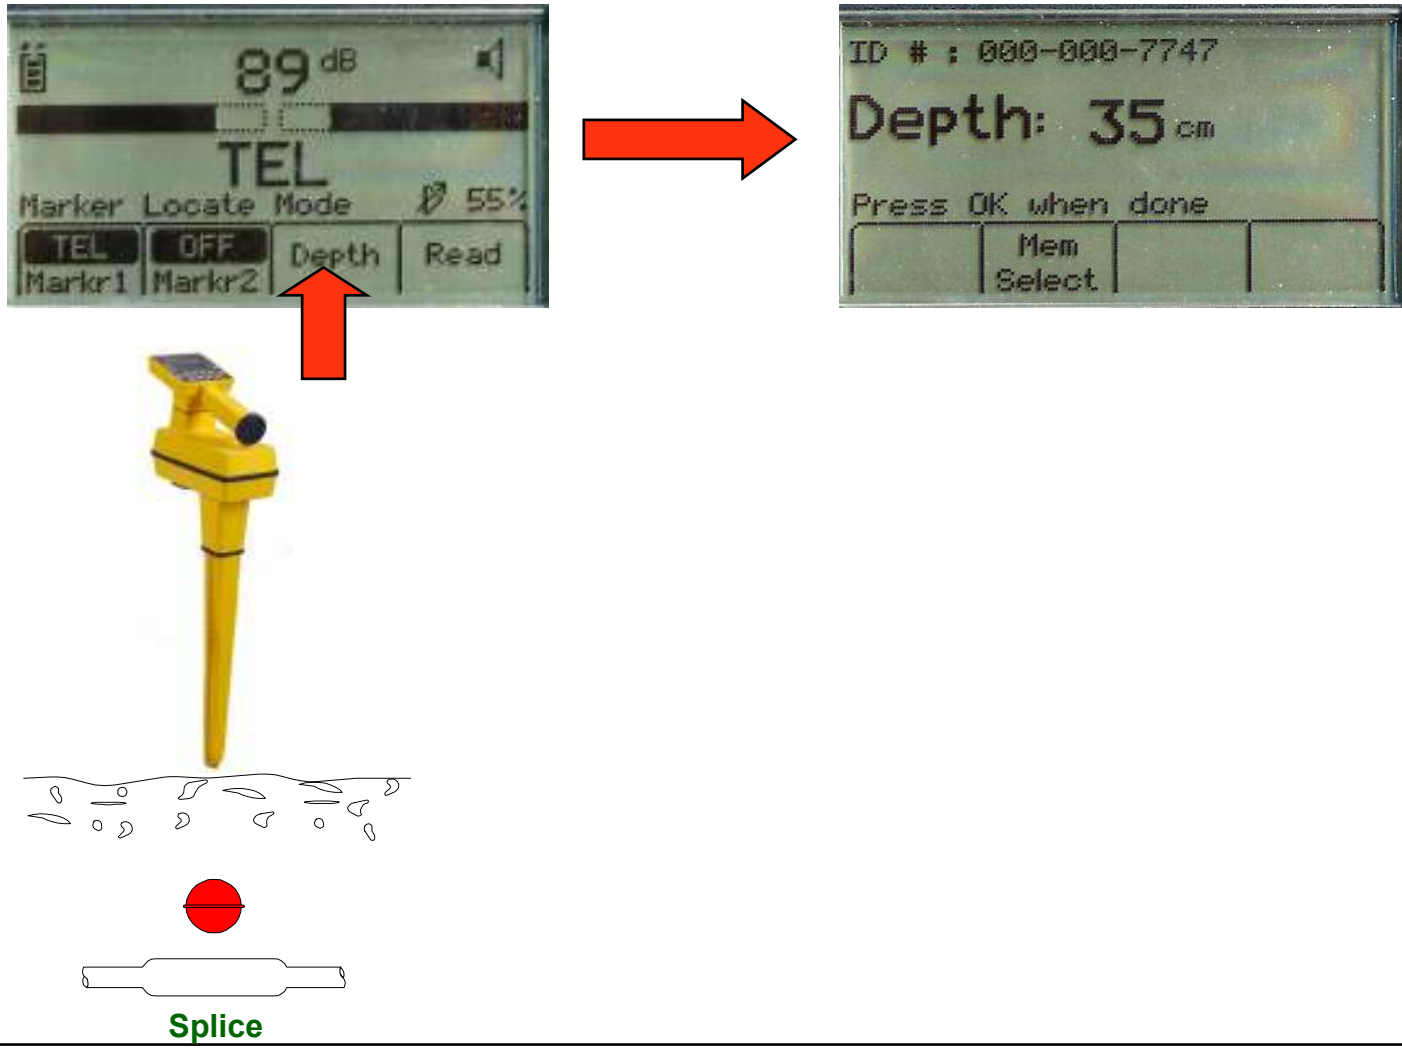 89 dB
TEL
Marker Locate Mode 55%
TEL OFF Depth Read
Markr1 Markr2
ID # : 000-000-7747
Depth: 35 cm
Press OK when done
Mem
Select
Splice